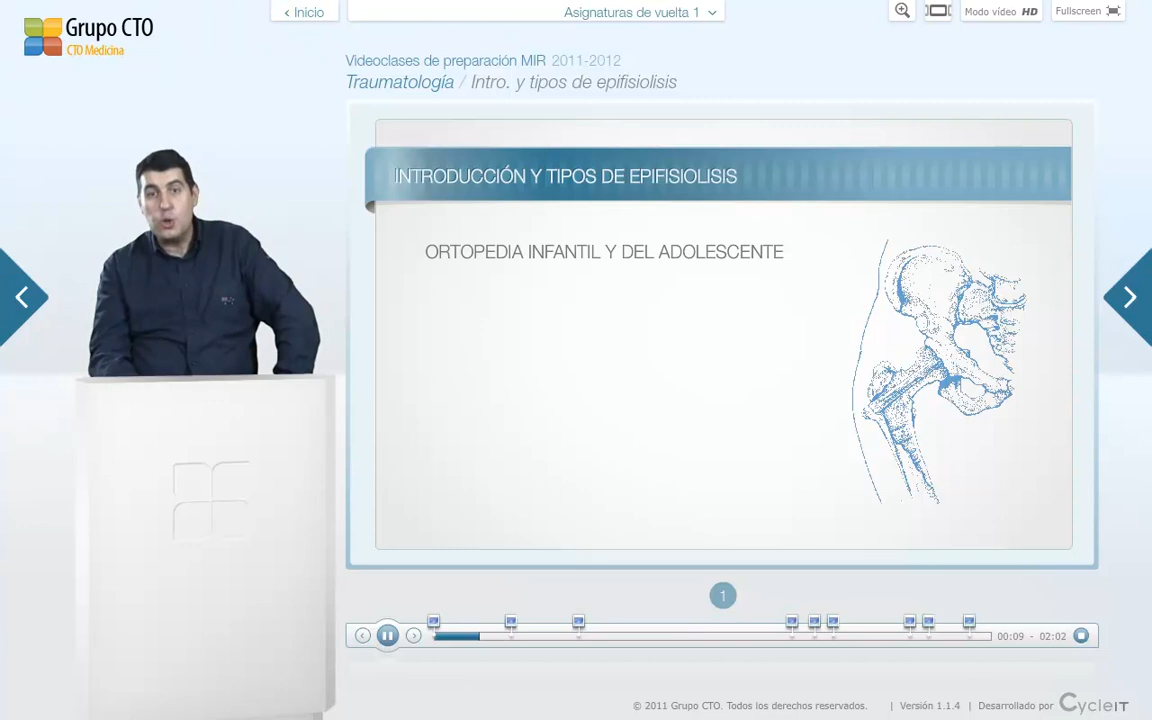 Grupo CTO
CTO Medicina
‹ Inicio
Asignaturas de vuelta 1
Modo vídeo HD
Fullscreen
Videoclases de preparación MIR 2011-2012
Traumatología / Intro. y tipos de epifisiolisis
INTRODUCCIÓN Y TIPOS DE EPIFISIOLISIS
ORTOPEDIA INFANTIL Y DEL ADOLESCENTE
1
00:09 - 02:02
© 2011 Grupo CTO. Todos los derechos reservados. | Versión 1.1.4 | Desarrollado por CycleIT